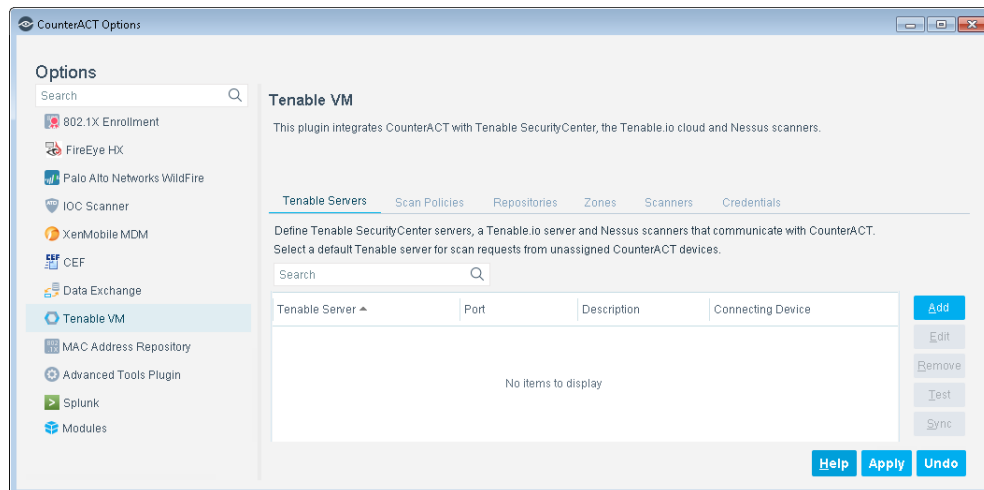 CounterACT Options
Options
Search
802.1X Enrollment
FireEye HX
Palo Alto Networks WildFire
IOC Scanner
XenMobile MDM
CEF
Data Exchange
Tenable VM
MAC Address Repository
Advanced Tools Plugin
Splunk
Modules
Tenable VM
This plugin integrates CounterACT with Tenable SecurityCenter, the Tenable.io cloud and Nessus scanners.
Tenable Servers Scan Policies Repositories Zones Scanners Credentials
Define Tenable SecurityCenter servers, a Tenable.io server and Nessus scanners that communicate with CounterACT.
Select a default Tenable server for scan requests from unassigned CounterACT devices.
Search
Tenable Server Port Description Connecting Device
No items to display
Add
Edit
Remove
Test
Sync
Help Apply Undo